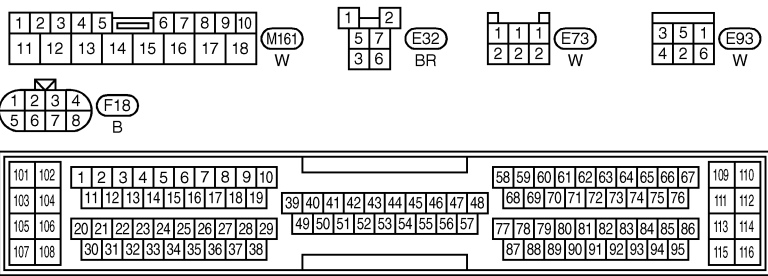 1 2 3 4 5 6 7 8 9 10
11 12 13 14 15 16 17 18
M161
W
1 2
5 7
3 6
E32
BR
1 1 1
2 2 2
E73
W
3 5 1
4 2 6
E93
W
1 2 3 4
5 6 7 8
F18
B
101 102
103 104
105 106
107 108
1 2 3 4 5 6 7 8 9 10
11 12 13 14 15 16 17 18 19
20 21 22 23 24 25 26 27 28 29
30 31 32 33 34 35 36 37 38
39 40 41 42 43 44 45 46 47 48
49 50 51 52 53 54 55 56 57
58 59 60 61 62 63 64 65 66 67
68 69 70 71 72 73 74 75 76
77 78 79 80 81 82 83 84 85 86
87 88 89 90 91 92 93 94 95
109 110
111 112
113 114
115 116